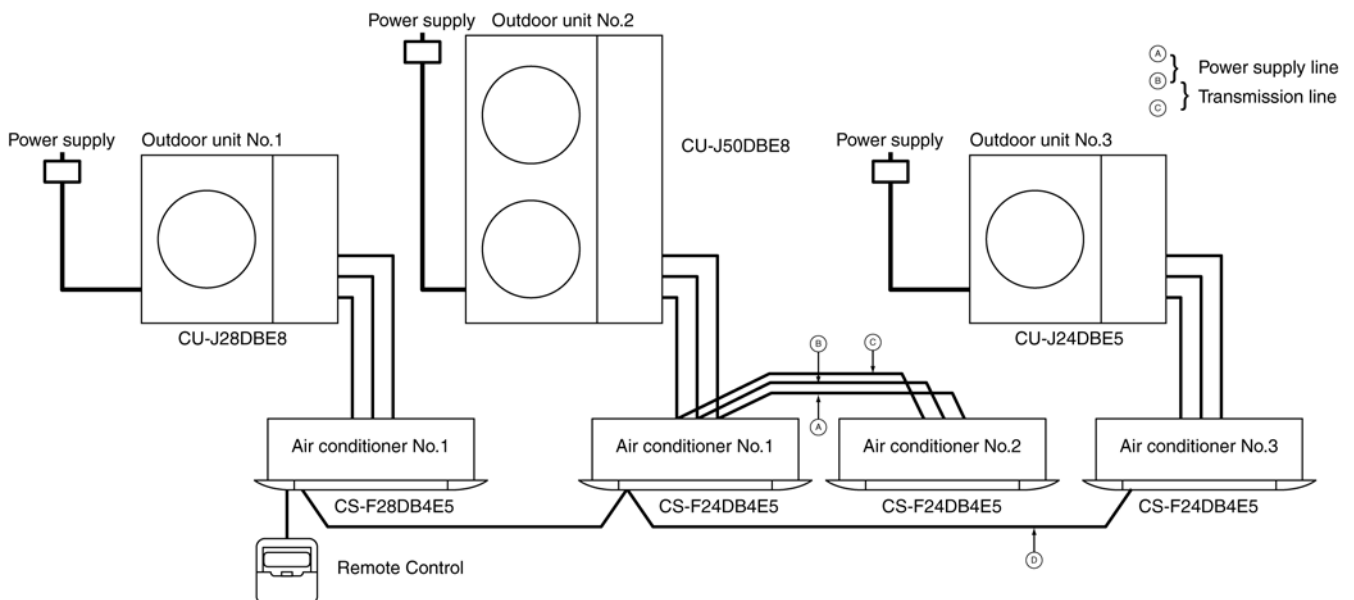 Power supply
Outdoor unit No.2
A
B
C
Power supply line
Transmission line
Power supply
Outdoor unit No.1
CU-J50DBE8
Power supply
Outdoor unit No.3
CU-J28DBE8
CU-J24DBE5
B
C
A
Air conditioner No.1
Air conditioner No.1
Air conditioner No.2
Air conditioner No.3
CS-F28DB4E5
CS-F24DB4E5
CS-F24DB4E5
CS-F24DB4E5
D
Remote Control